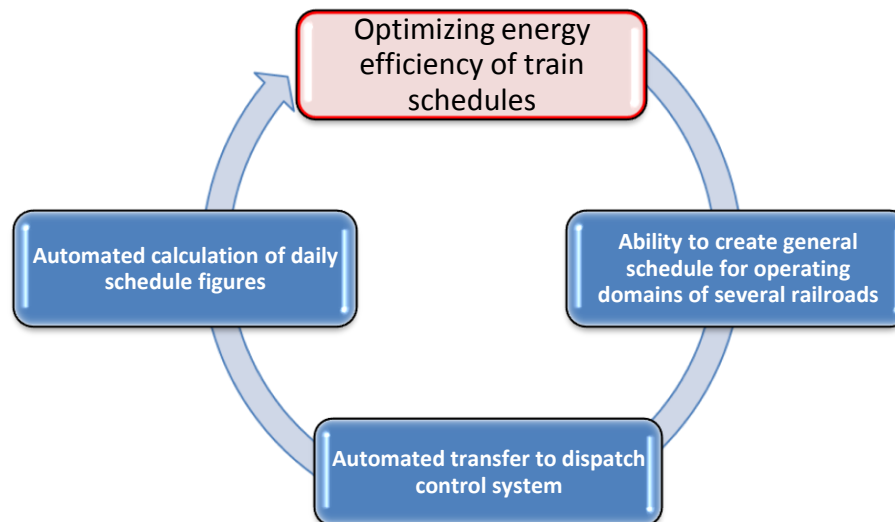 Optimizing energy
efficiency of train
schedules
Automated calculation of daily
schedule figures
Ability to create general
schedule for operating
domains of several railroads
Automated transfer to dispatch
control system